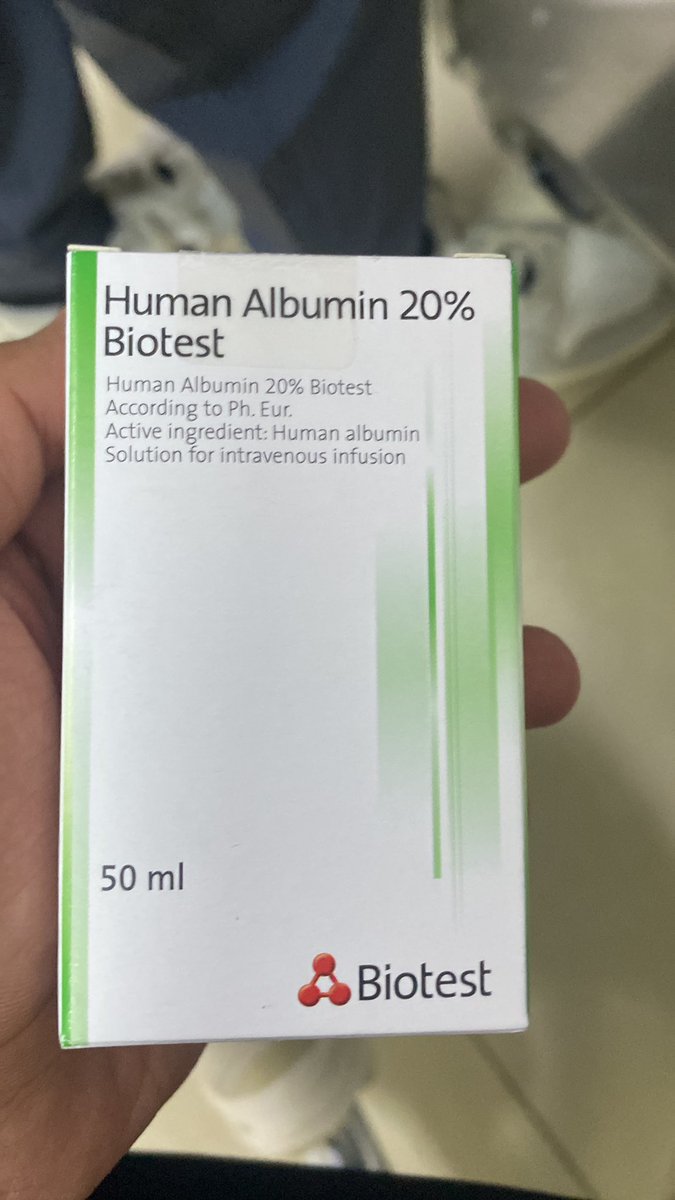 Human Albumin 20%
Biotest
Human Albumin 20% Biotest
According to Ph. Eur.
Active ingredient: Human albumin
Solution for intravenous infusion
50 ml
Biotest